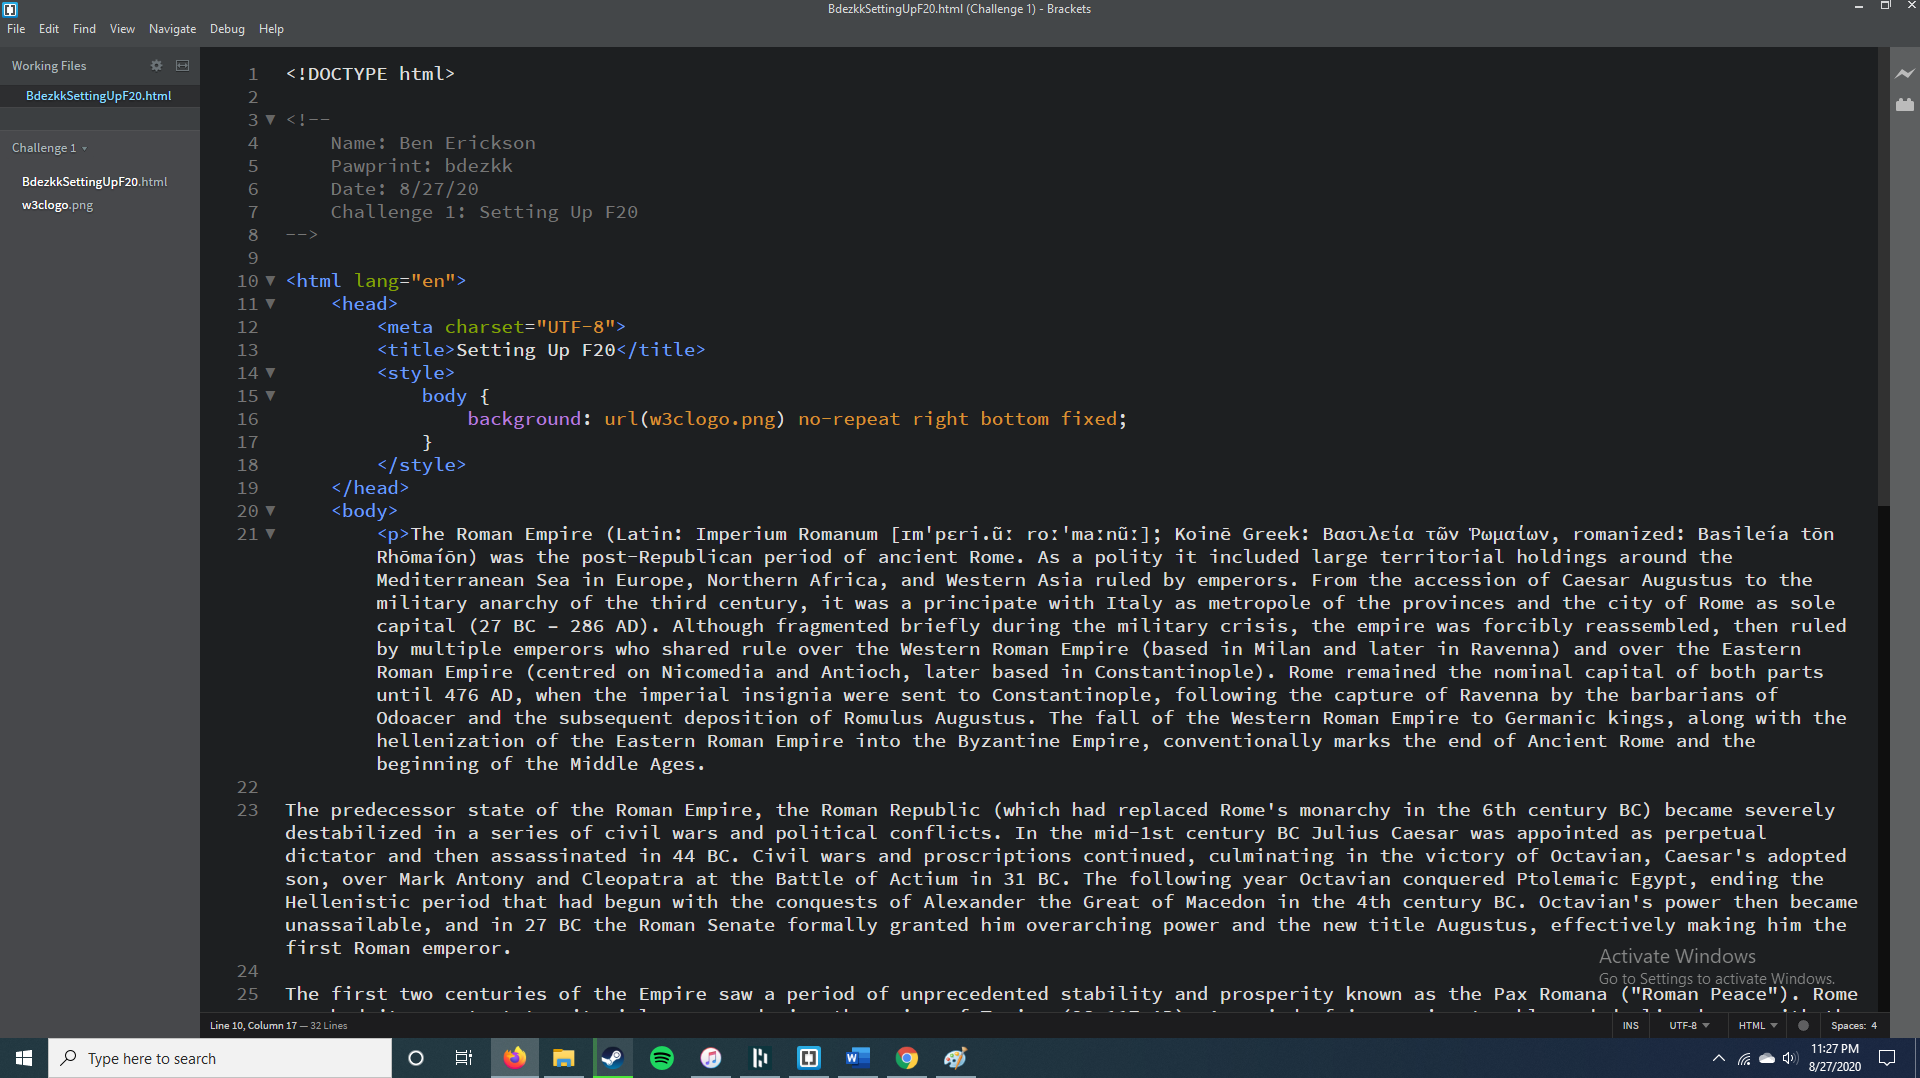 BdezkkSettingUpF20.html (Challenge 1) - Brackets
File Edit Find View Navigate Debug Help
Working Files
BdezkkSettingUpF20.html
Challenge 1
BdezkkSettingUpF20.html
w3clogo.png
1 <!DOCTYPE html>
2
3 <!--
4 Name: Ben Erickson
5 Pawprint: bdezkk
6 Date: 8/27/20
7 Challenge 1: Setting Up F20
8 -->
9
10 <html lang="en">
11 <head>
12 <meta charset="UTF-8">
13 <title>Setting Up F20</title>
14 <style>
15 body {
16 background: url(w3clogo.png) no-repeat right bottom fixed;
17 }
18 </style>
19 </head>
20 <body>
21 <p>The Roman Empire (Latin: Imperium Romanum [ɪmˈpɛri.ũː roːˈmaːnũː]; Koinē Greek: Βασιλεία τῶν Ῥωμαίων, romanized: Basileía tōn
Rhōmaíōn) was the post-Republican period of ancient Rome. As a polity it included large territorial holdings around the
Mediterranean Sea in Europe, Northern Africa, and Western Asia ruled by emperors. From the accession of Caesar Augustus to the
military anarchy of the third century, it was a principate with Italy as metropole of the provinces and the city of Rome as sole
capital (27 BC – 286 AD). Although fragmented briefly during the military crisis, the empire was forcibly reassembled, then ruled
by multiple emperors who shared rule over the Western Roman Empire (based in Milan and later in Ravenna) and over the Eastern
Roman Empire (centred on Nicomedia and Antioch, later based in Constantinople). Rome remained the nominal capital of both parts
until 476 AD, when the imperial insignia were sent to Constantinople, following the capture of Ravenna by the barbarians of
Odoacer and the subsequent deposition of Romulus Augustus. The fall of the Western Roman Empire to Germanic kings, along with the
hellenization of the Eastern Roman Empire into the Byzantine Empire, conventionally marks the end of Ancient Rome and the
beginning of the Middle Ages.
22
23 The predecessor state of the Roman Empire, the Roman Republic (which had replaced Rome's monarchy in the 6th century BC) became severely
destabilized in a series of civil wars and political conflicts. In the mid-1st century BC Julius Caesar was appointed as perpetual
dictator and then assassinated in 44 BC. Civil wars and proscriptions continued, culminating in the victory of Octavian, Caesar's adopted
son, over Mark Antony and Cleopatra at the Battle of Actium in 31 BC. The following year Octavian conquered Ptolemaic Egypt, ending the
Hellenistic period that had begun with the conquests of Alexander the Great of Macedon in the 4th century BC. Octavian's power then became
unassailable, and in 27 BC the Roman Senate formally granted him overarching power and the new title Augustus, effectively making him the
first Roman emperor.
24
25 The first two centuries of the Empire saw a period of unprecedented stability and prosperity known as the Pax Romana ("Roman Peace"). Rome
Activate Windows
Go to Settings to activate Windows.
Line 10, Column 17 — 32 Lines
INS UTF-8 HTML Spaces: 4
Type here to search
11:27 PM
8/27/2020